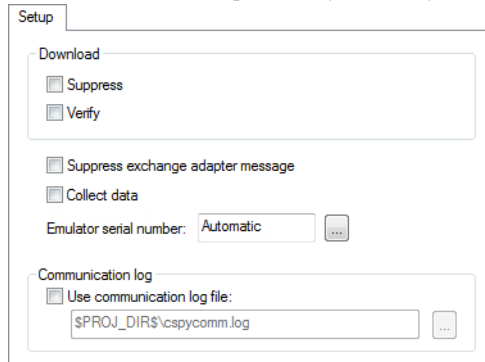 Setup
Download
Suppress
Verify
Suppress exchange adapter message
Collect data
Emulator serial number: Automatic ...
Communication log
Use communication log file:
$PROJ_DIR$\cspycomm.log ...